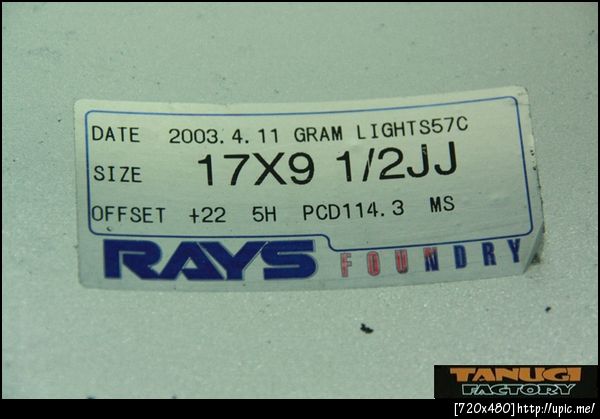 DATE 2003.4.11 GRAM LIGHTS57C
SIZE 17X9 1/2JJ
OFFSET +22 5H PCD114.3 MS
RAYS FOUNDRY
TANUGI
FACTORY
[720x480]http://upic.me/